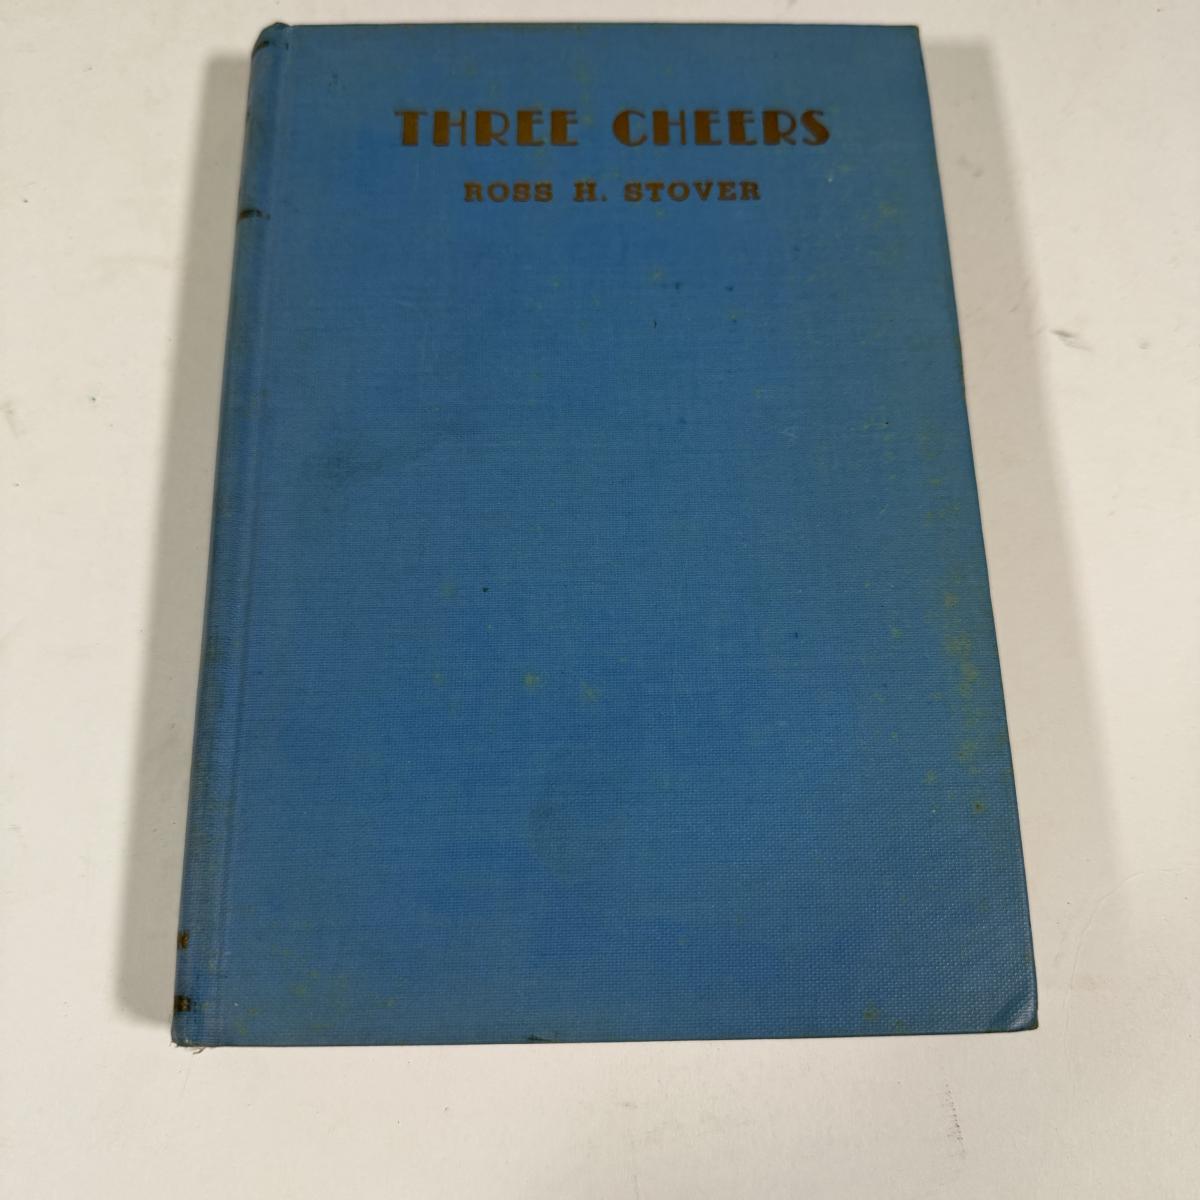 THREE CHEERS
ROSS H. STOVER